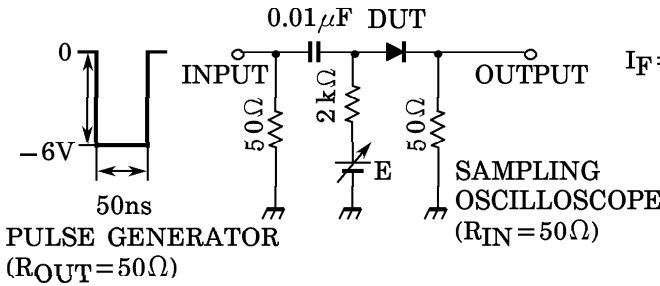 0.01μF DUT
0
INPUT
OUTPUT
I_F=
50Ω
2kΩ
50Ω
−6V
E
50ns
SAMPLING
OSCILLOSCOPE
(R_IN=50Ω)
PULSE GENERATOR
(R_OUT=50Ω)